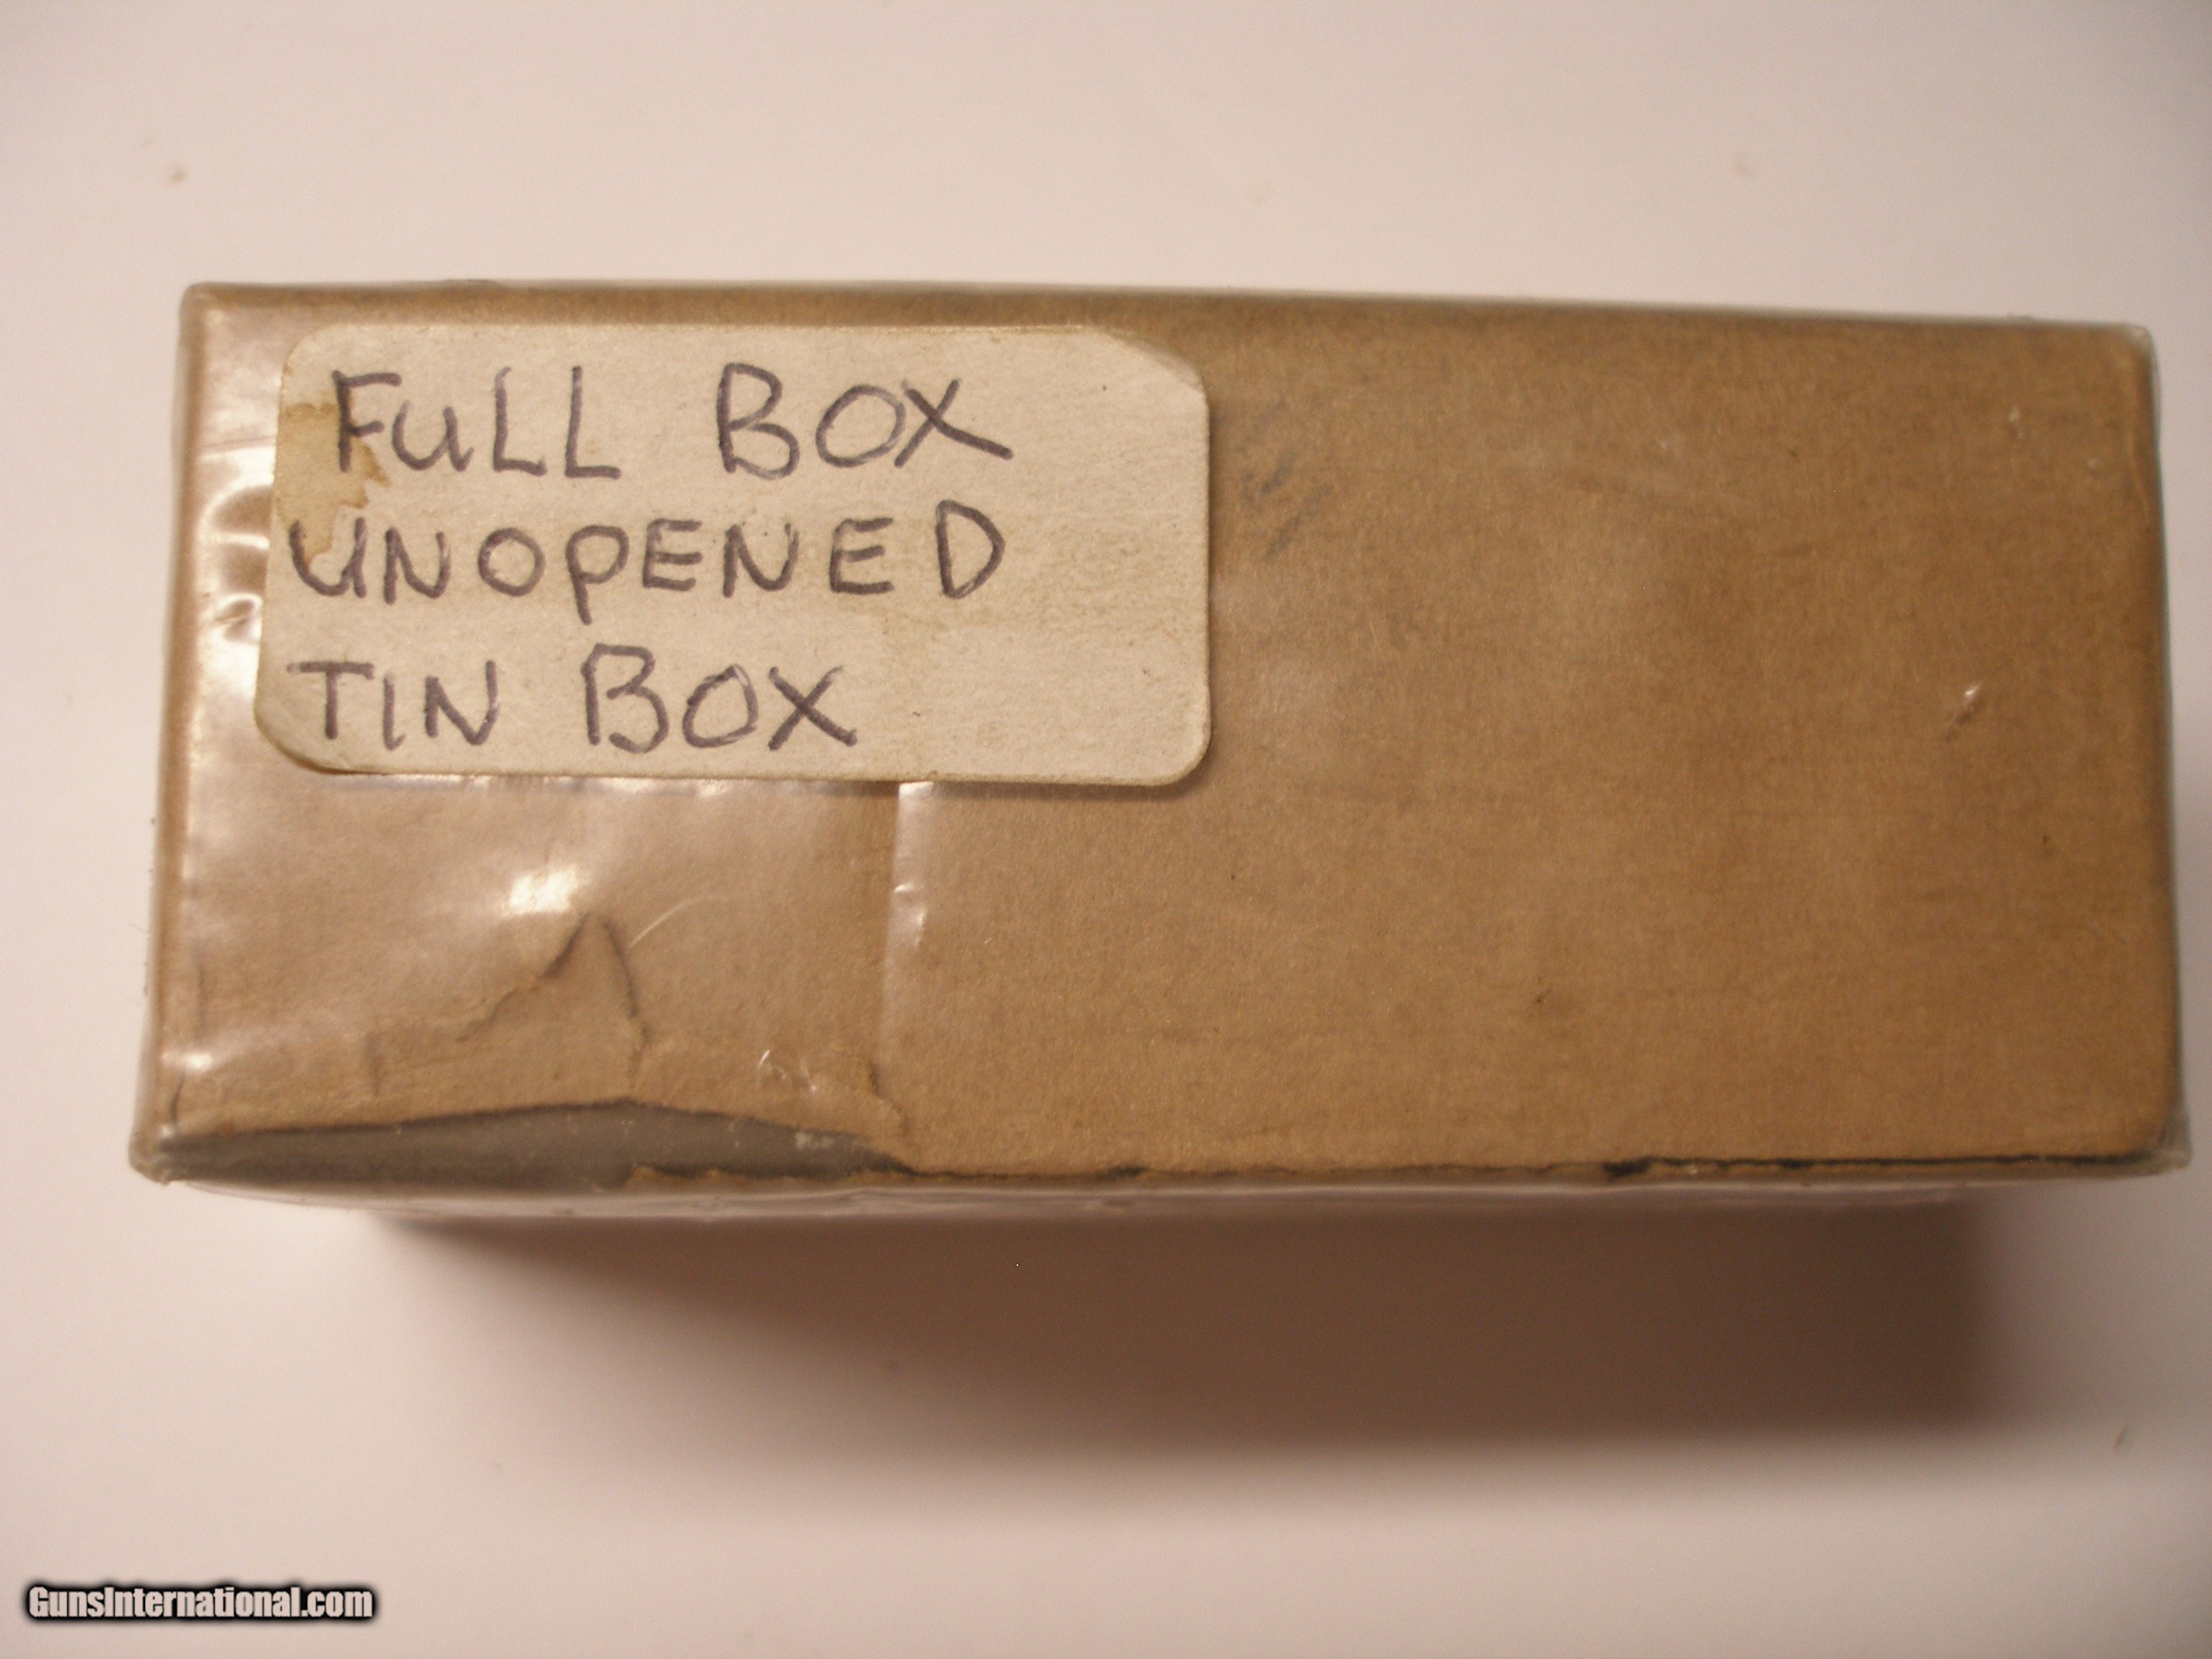 FuLL BOX
UNOPENED
TIN BOX
GunsInternational.com